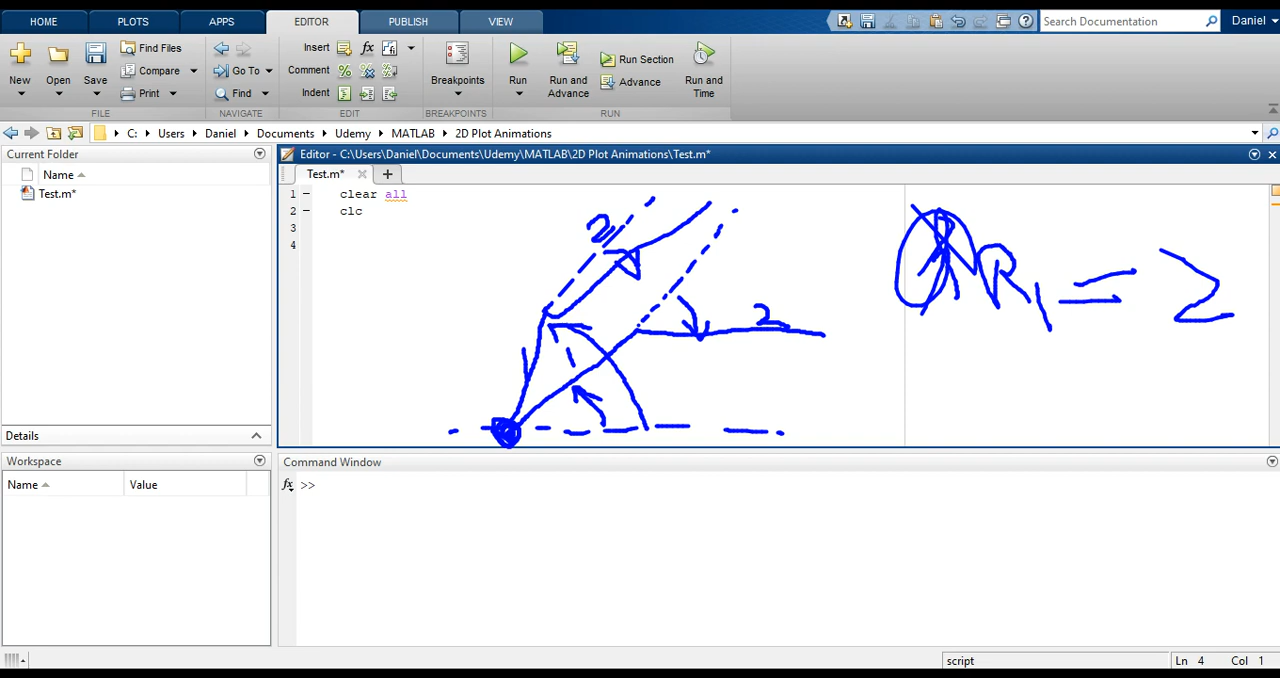 HOME PLOTS APPS EDITOR PUBLISH VIEW Search Documentation Daniel
New Open Save Find Files Compare Print
Insert fx Comment % Indent
Go To Find
Breakpoints Run Run and Advance Run Section Advance Run and Time
FILE NAVIGATE EDIT BREAKPOINTS RUN
C: Users Daniel Documents Udemy MATLAB 2D Plot Animations
Current Folder
Name
Test.m*
Details
Workspace
Name Value
Editor - C:\Users\Daniel\Documents\Udemy\MATLAB\2D Plot Animations\Test.m*
Test.m*
1 clear all
2 clc
3
4
2
2
R1 = 2
Command Window
fx >>
script Ln 4 Col 1